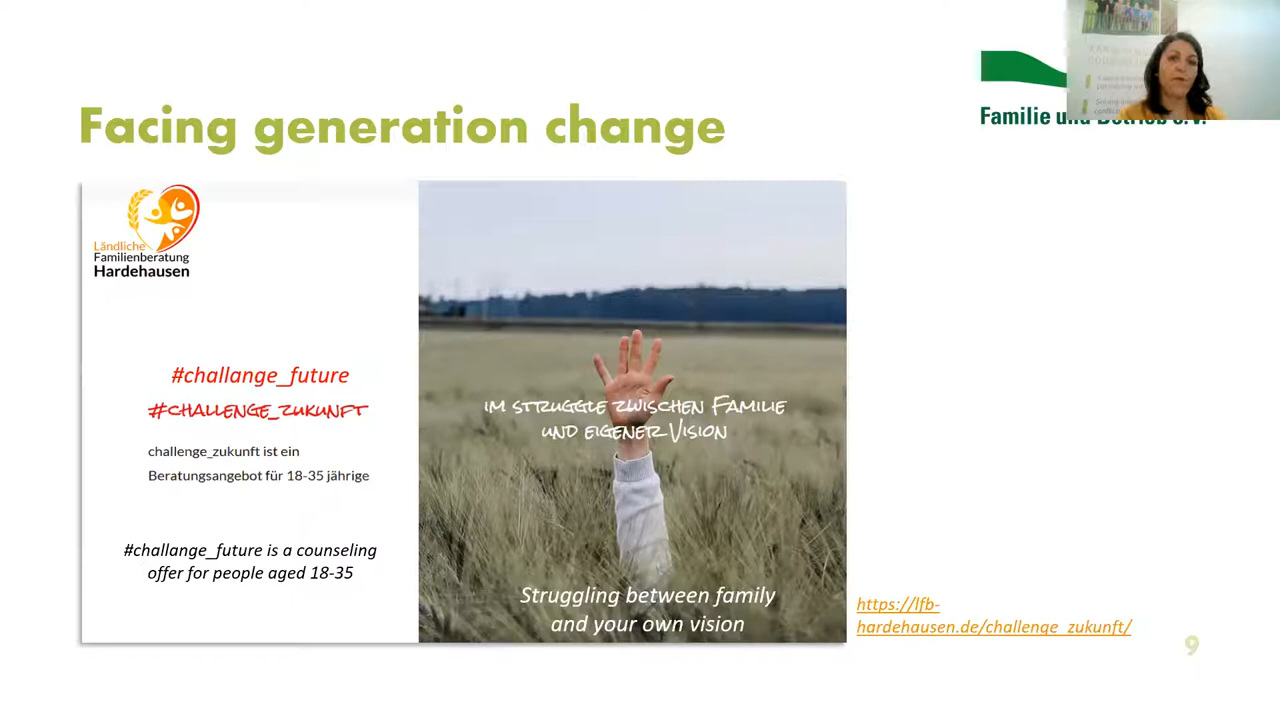 Facing generation change
Familie und Betrieb e.V.
Ländliche
Familienberatung
Hardehausen
#challange_future
#CHALLENGE_ZUKUNFT
challenge_zukunft ist ein
Beratungsangebot für 18-35 jährige
#challange_future is a counseling
offer for people aged 18-35
IM STRUGGLE ZWISCHEN FAMILIE
UND EIGENER VISION
Struggling between family
and your own vision
https://lfb-
hardehausen.de/challenge_zukunft/
9